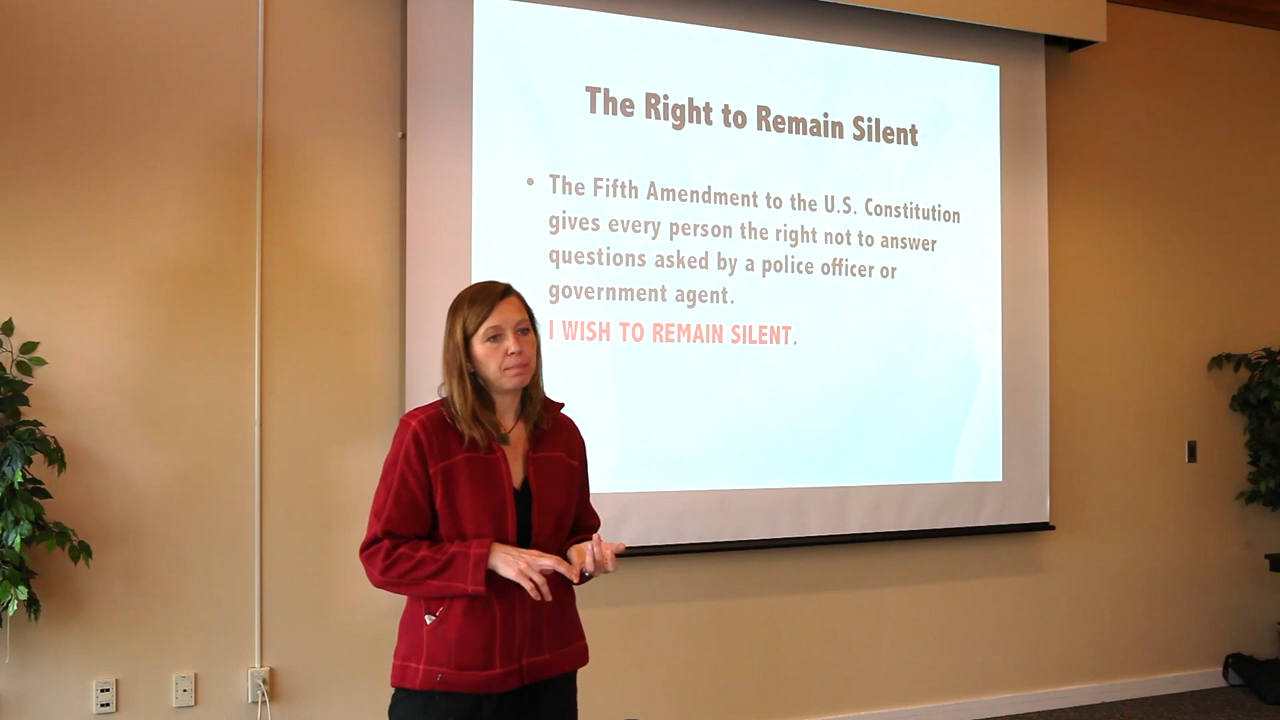 The Right to Remain Silent
• The Fifth Amendment to the U.S. Constitution
gives every person the right not to answer
questions asked by a police officer or
government agent.
I WISH TO REMAIN SILENT.